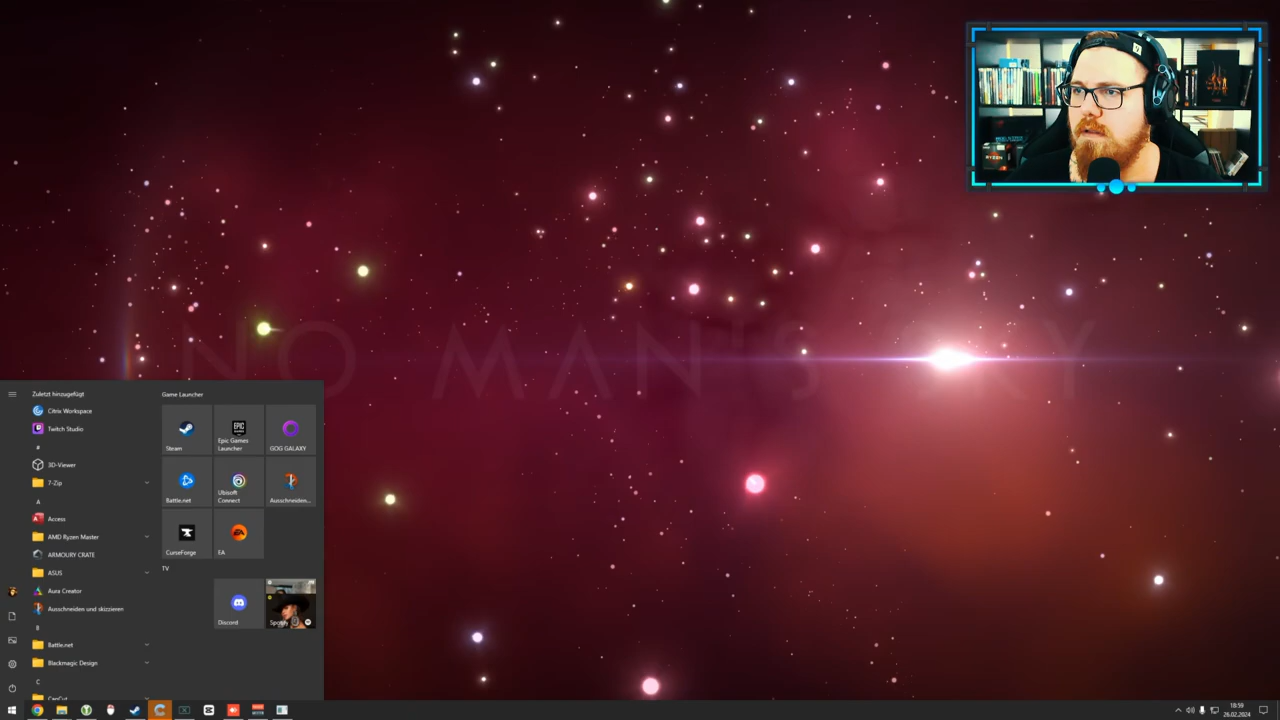 NO MAN'S SKY
RYZEN
Zuletzt hinzugefügt
Citrix Workspace
Twitch Studio
#
3D-Viewer
7-Zip
A
Access
AMD Ryzen Master
ARMOURY CRATE
ASUS
Aura Creator
Ausschneiden und skizzieren
B
Battle.net
Blackmagic Design
C
CapCut
Game Launcher
Steam
Epic Games
Launcher
GOG GALAXY
Battle.net
Ubisoft
Connect
Ausschneiden...
CurseForge
EA
TV
Discord
Spotify
18:59
26.02.2024